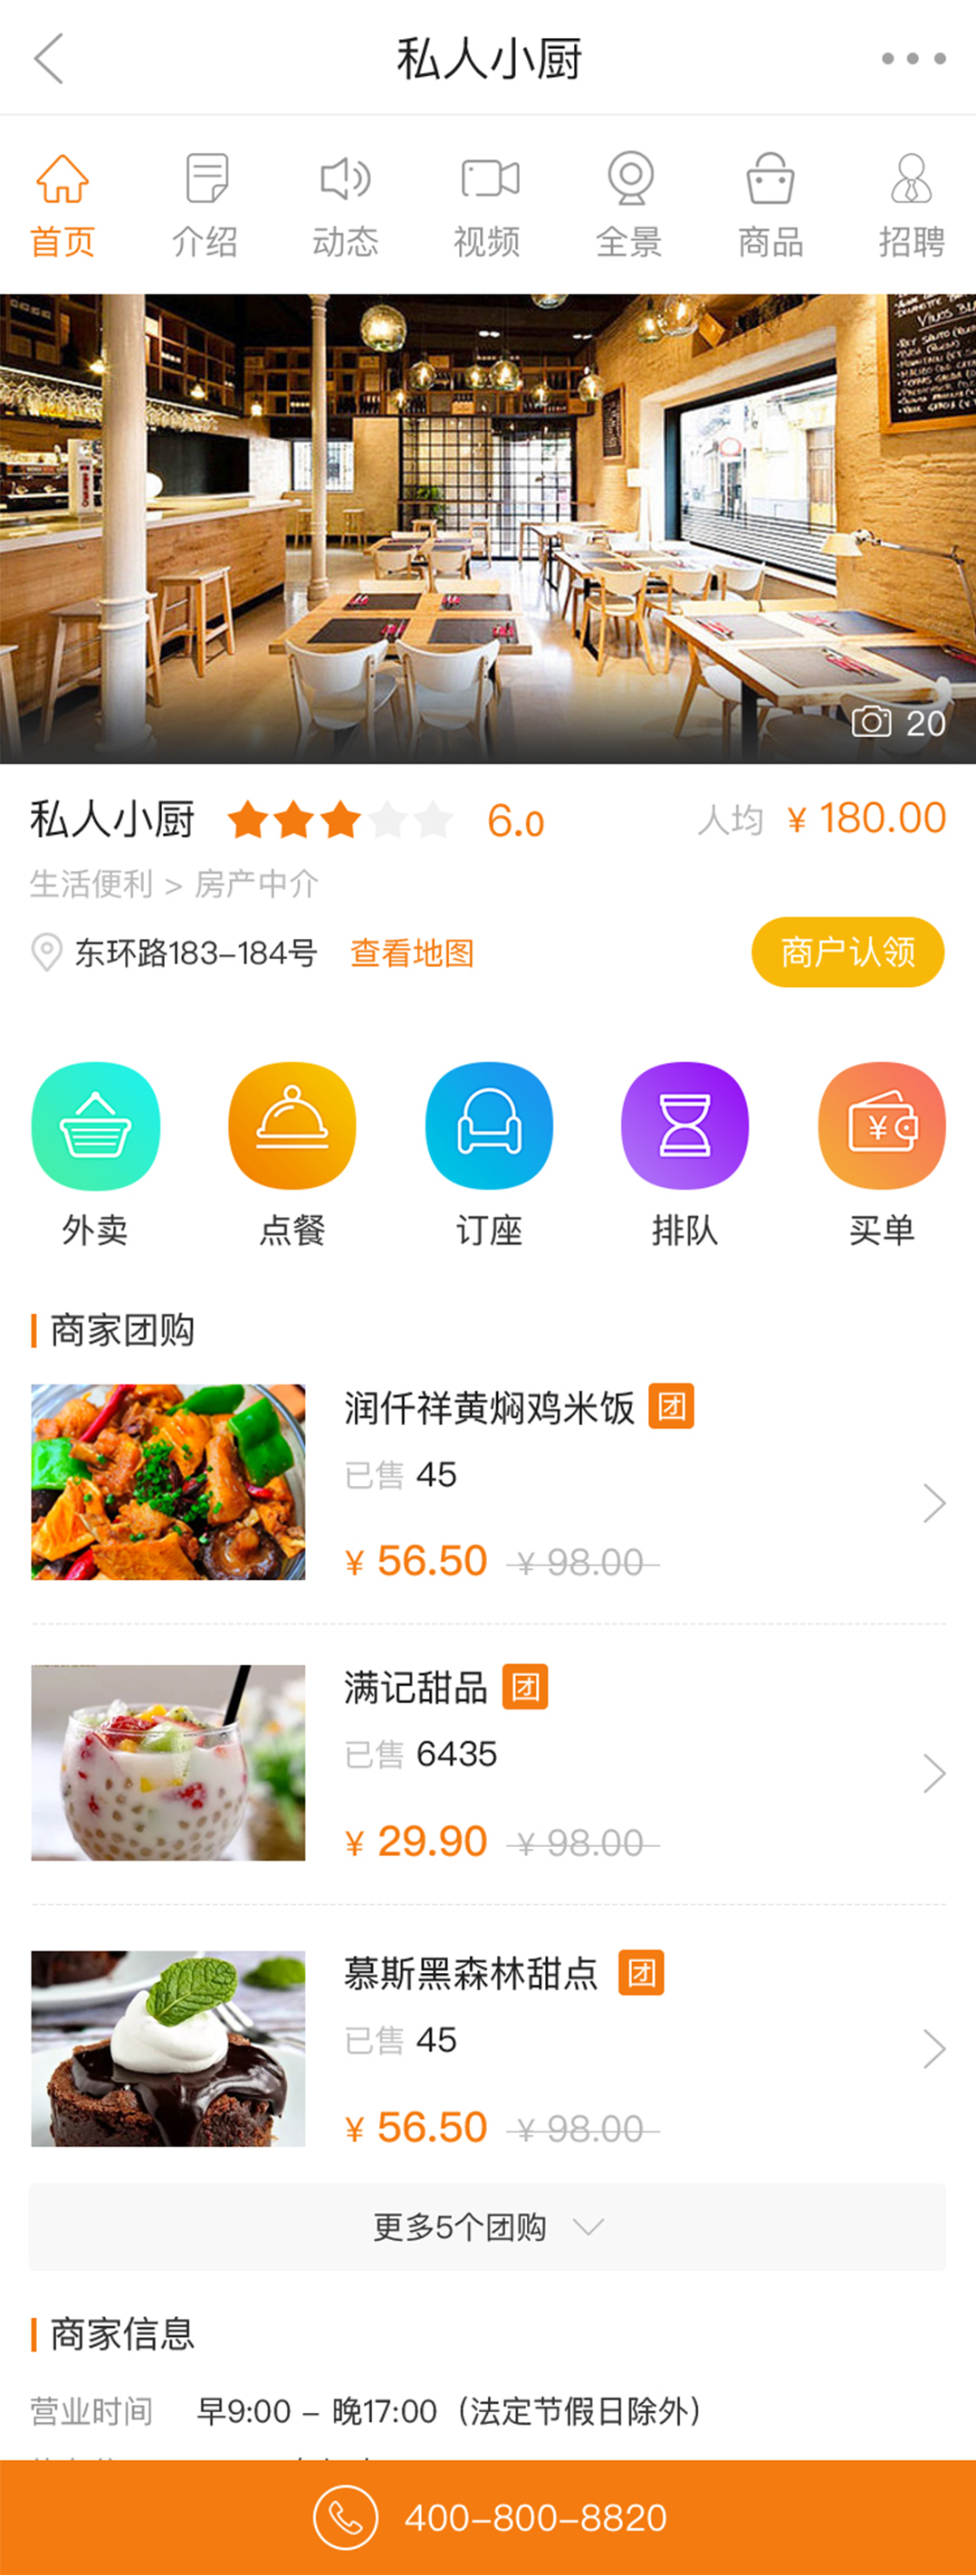 私人小厨
首页 介绍 动态 视频 全景 商品 招聘
20
私人小厨 6.0 人均 ¥ 180.00
生活便利 > 房产中介
东环路183-184号 查看地图 商户认领
外卖 点餐 订座 排队 买单
商家团购
润仟祥黄焖鸡米饭 团
已售 45
¥ 56.50 ¥ 98.00
满记甜品 团
已售 6435
¥ 29.90 ¥ 98.00
慕斯黑森林甜点 团
已售 45
¥ 56.50 ¥ 98.00
更多5个团购
商家信息
营业时间 早9:00 - 晚17:00（法定节假日除外）
400-800-8820